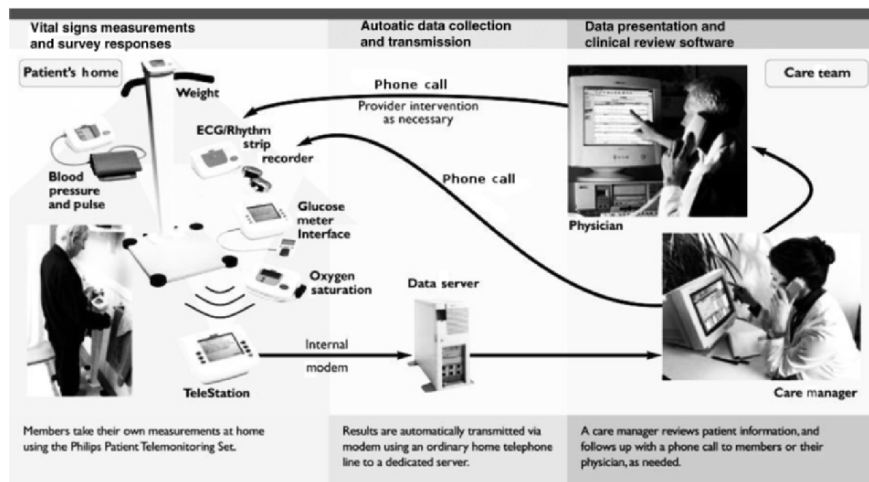 Vital signs measurements
and survey responses
Autoatic data collection
and transmission
Data presentation and
clinical review software
Patient's home
Weight
ECG/Rhythm
strip
recorder
Blood
pressure
and pulse
Glucose
meter
Interface
Oxygen
saturation
TeleStation
Phone call
Provider intervention
as necessary
Phone call
Data server
Internal
modem
Care team
Physician
Care manager
Members take their own measurements at home
using the Philips Patient Telemonitoring Set.
Results are automatically transmitted via
modem using an ordinary home telephone
line to a dedicated server.
A care manager reviews patient information, and
follows up with a phone call to members or their
physician, as needed.